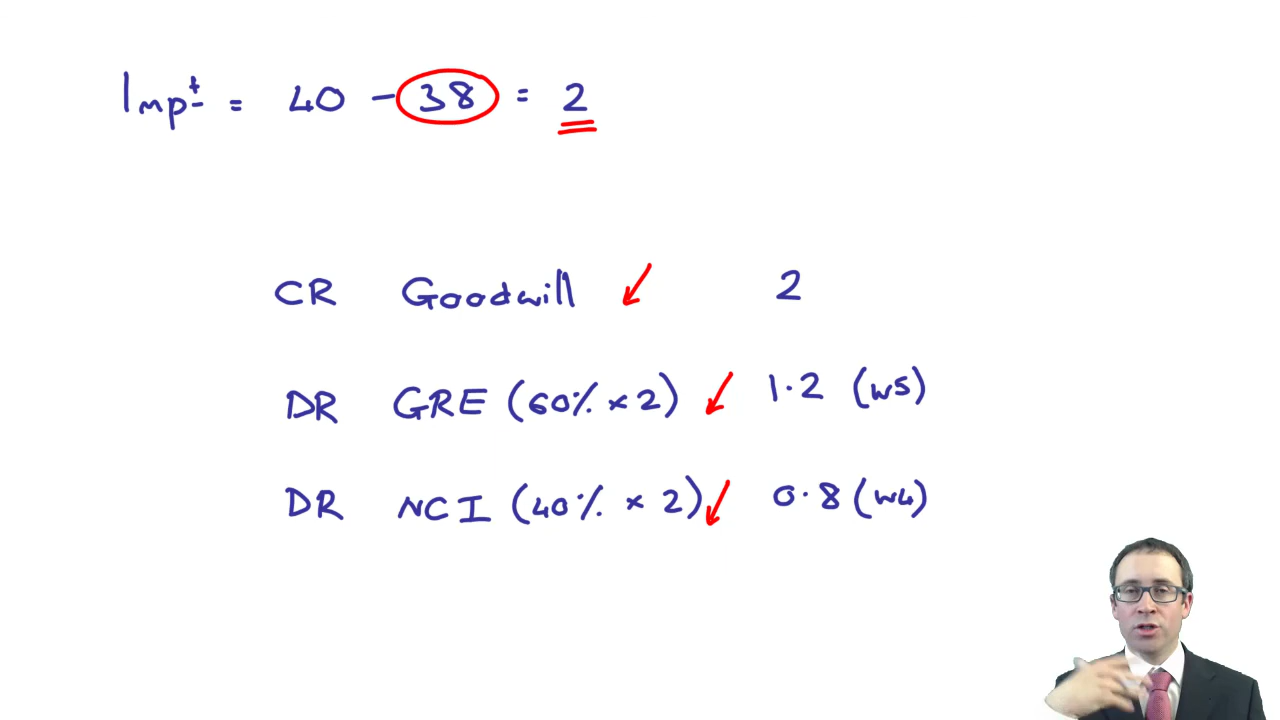 Impt = 40 - 38 = 2
CR Goodwill ↙ 2
DR GRE (60% x 2) ↙ 1.2 (w5)
DR NCI (40% x 2) ↙ 0.8 (w4)